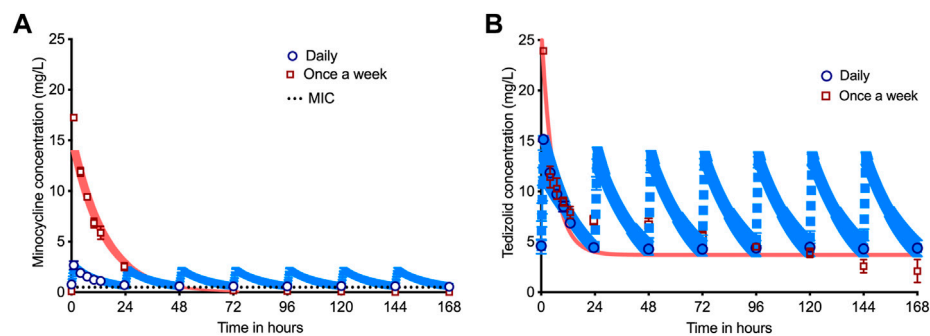 A
Minocycline concentration (mg/L)
25
20
15
10
5
0
0 24 48 72 96 120 144 168
Time in hours
Daily
Once a week
MIC
B
Tedizolid concentration (mg/L)
25
20
15
10
5
0
0 24 48 72 96 120 144 168
Time in hours
Daily
Once a week